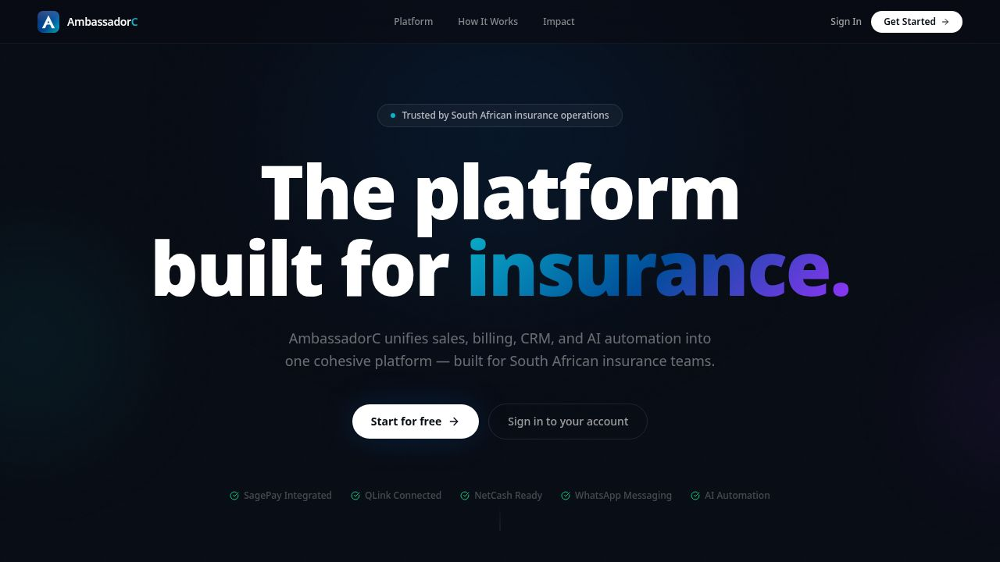 AmbassadorC
Platform
How It Works
Impact
Sign In
Get Started
Trusted by South African insurance operations
The platform
built for insurance.
AmbassadorC unifies sales, billing, CRM, and AI automation into
one cohesive platform — built for South African insurance teams.
Start for free
Sign in to your account
SagePay Integrated
QLink Connected
NetCash Ready
WhatsApp Messaging
AI Automation